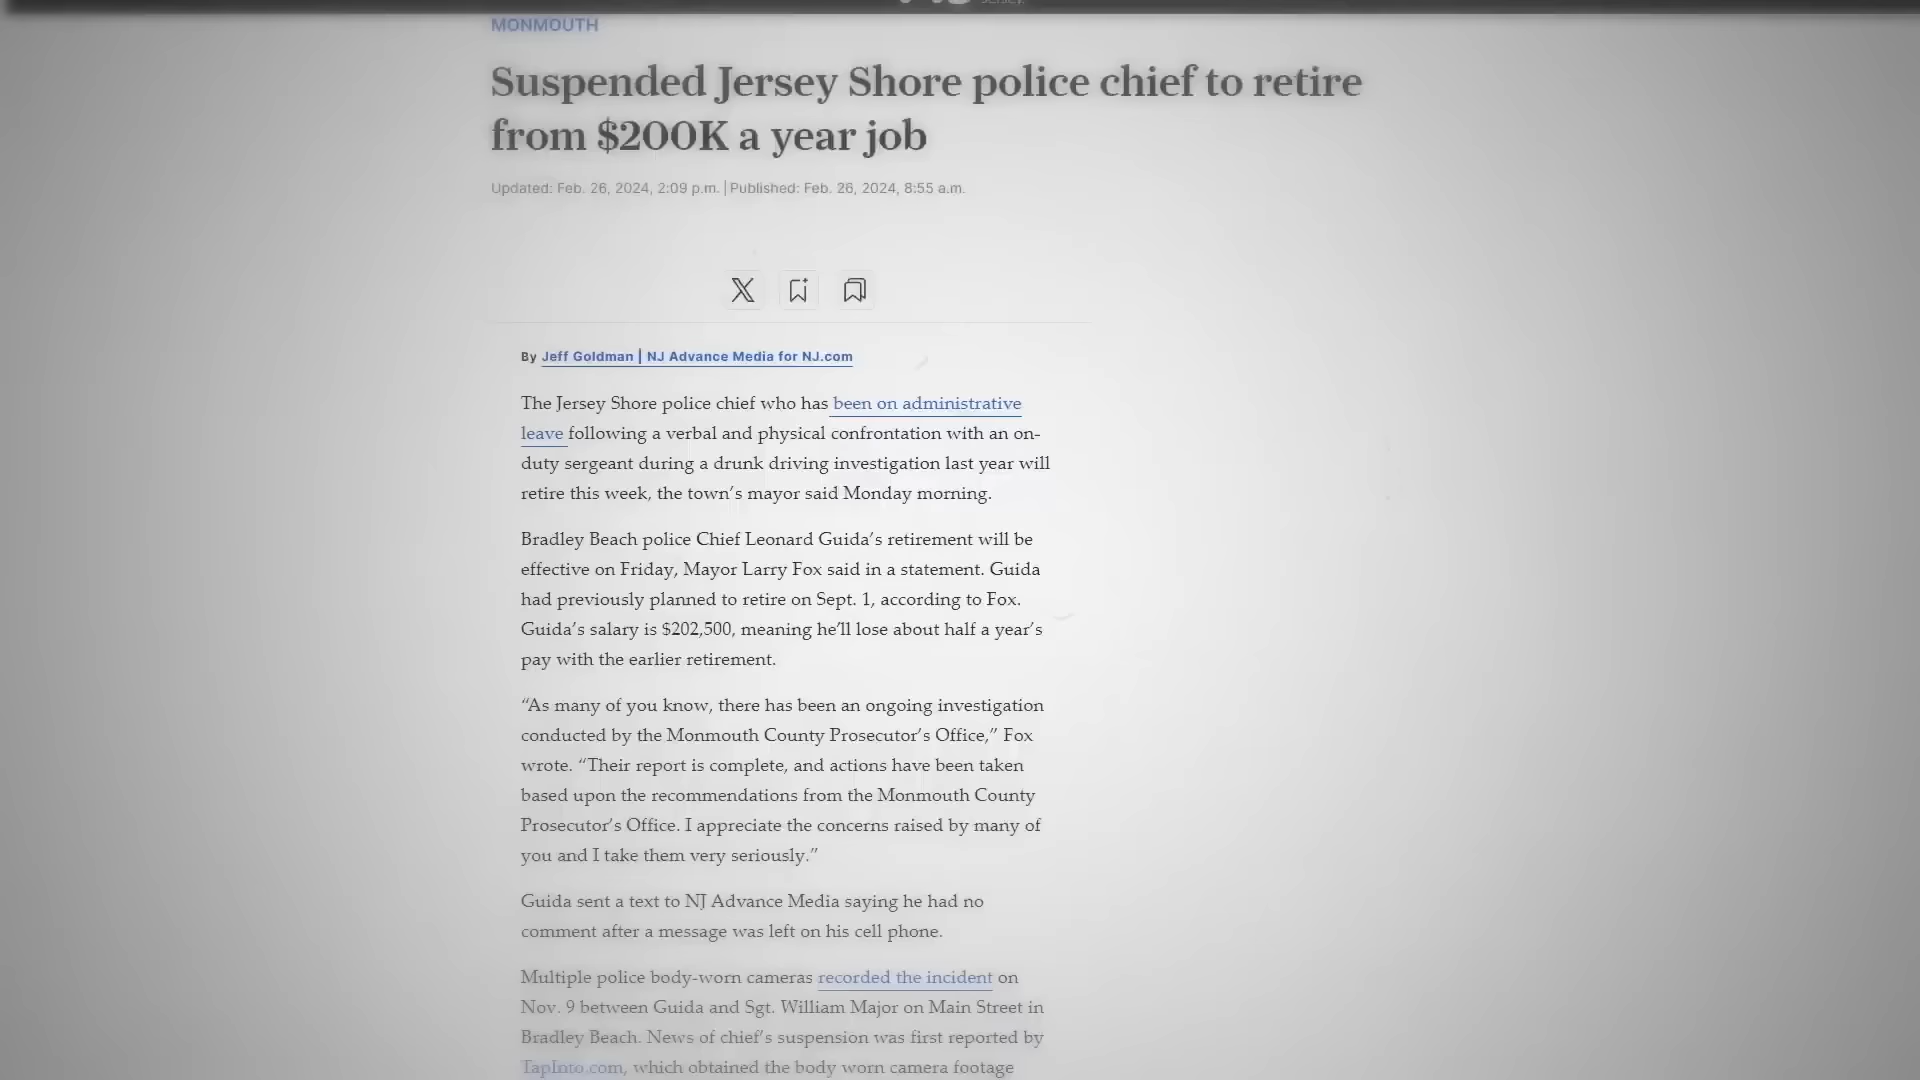 Jersey.
MONMOUTH
Suspended Jersey Shore police chief to retire
from $200K a year job
Updated: Feb. 26, 2024, 2:09 p.m. | Published: Feb. 26, 2024, 8:55 a.m.
By Jeff Goldman | NJ Advance Media for NJ.com
The Jersey Shore police chief who has been on administrative
leave following a verbal and physical confrontation with an on-
duty sergeant during a drunk driving investigation last year will
retire this week, the town’s mayor said Monday morning.
Bradley Beach police Chief Leonard Guida’s retirement will be
effective on Friday, Mayor Larry Fox said in a statement. Guida
had previously planned to retire on Sept. 1, according to Fox.
Guida’s salary is $202,500, meaning he’ll lose about half a year’s
pay with the earlier retirement.
“As many of you know, there has been an ongoing investigation
conducted by the Monmouth County Prosecutor’s Office,” Fox
wrote. “Their report is complete, and actions have been taken
based upon the recommendations from the Monmouth County
Prosecutor’s Office. I appreciate the concerns raised by many of
you and I take them very seriously.”
Guida sent a text to NJ Advance Media saying he had no
comment after a message was left on his cell phone.
Multiple police body-worn cameras recorded the incident on
Nov. 9 between Guida and Sgt. William Major on Main Street in
Bradley Beach. News of chief’s suspension was first reported by
TapInto.com, which obtained the body worn camera footage